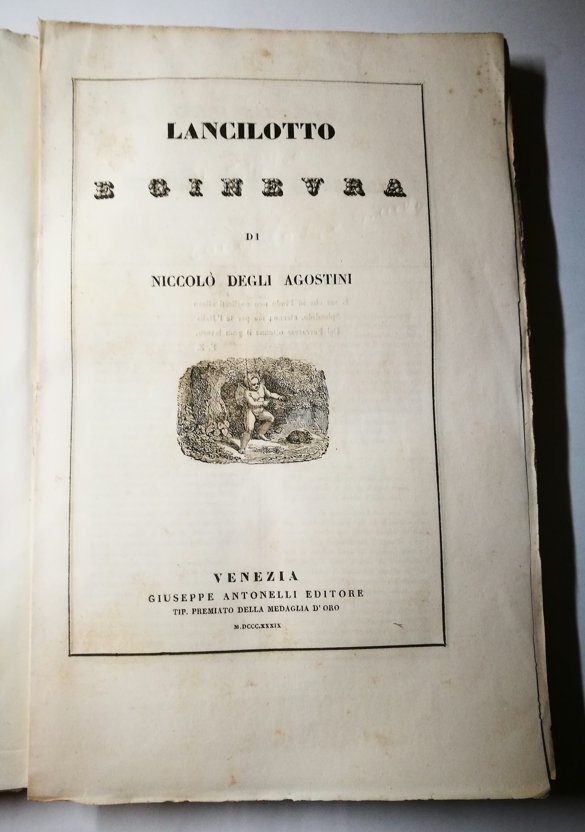 LANCILOTTO
E GINEVRA
DI
NICCOLÒ DEGLI AGOSTINI
VENEZIA
GIUSEPPE ANTONELLI EDITORE
TIP. PREMIATO DELLA MEDAGLIA D' ORO
M.DCCC.XXXIX